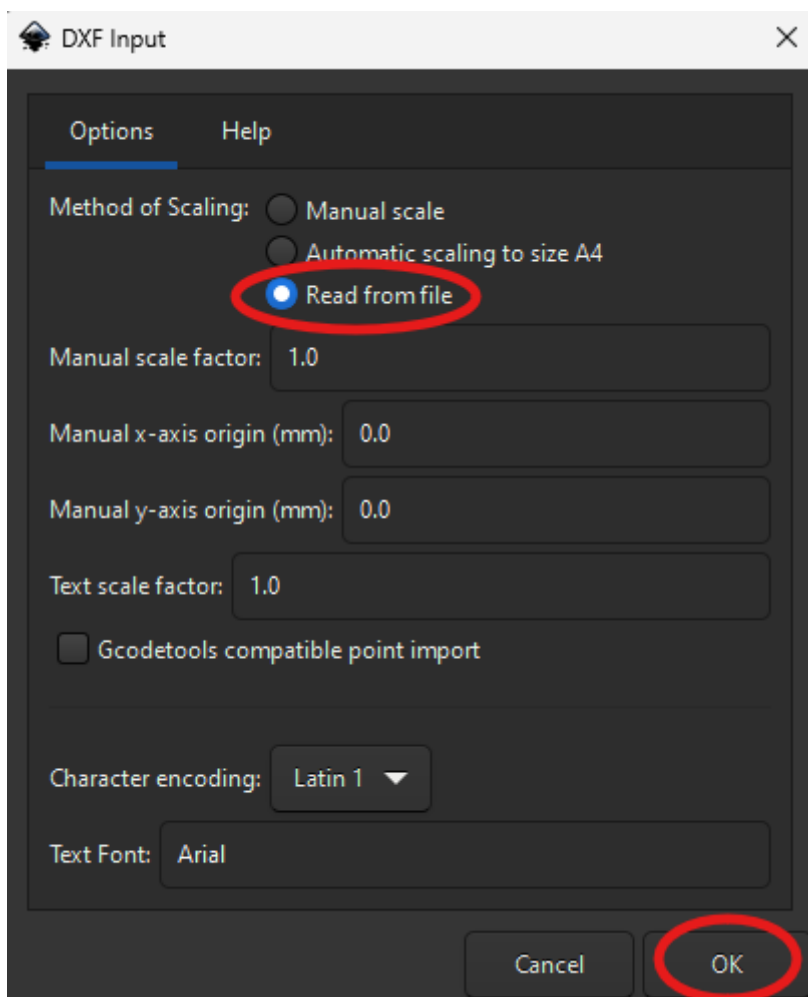 DXF Input
Options Help
Method of Scaling: Manual scale
Automatic scaling to size A4
Read from file
Manual scale factor: 1.0
Manual x-axis origin (mm): 0.0
Manual y-axis origin (mm): 0.0
Text scale factor: 1.0
Gcodetools compatible point import
Character encoding: Latin 1
Text Font: Arial
Cancel OK